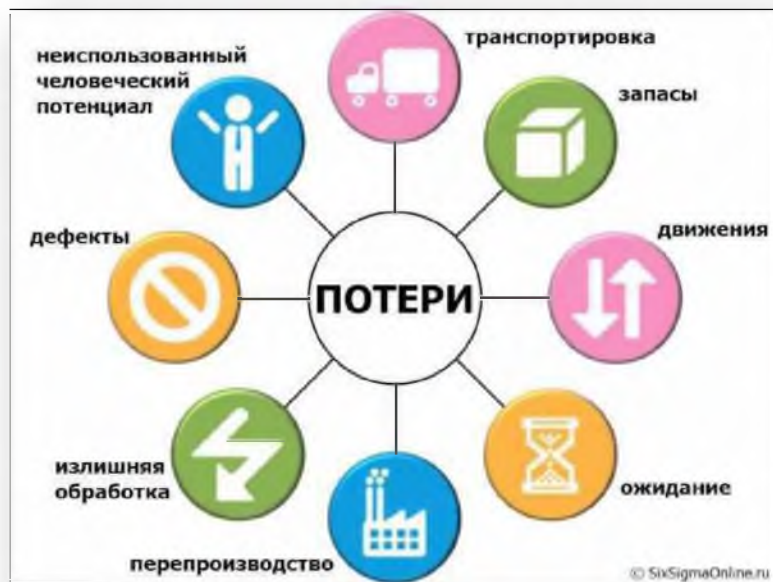 транспортировка
неиспользованный
человеческий
потенциал
запасы
дефекты
движения
ПОТЕРИ
излишняя
обработка
ожидание
перепроизводство
© SixSigmaOnline.ru